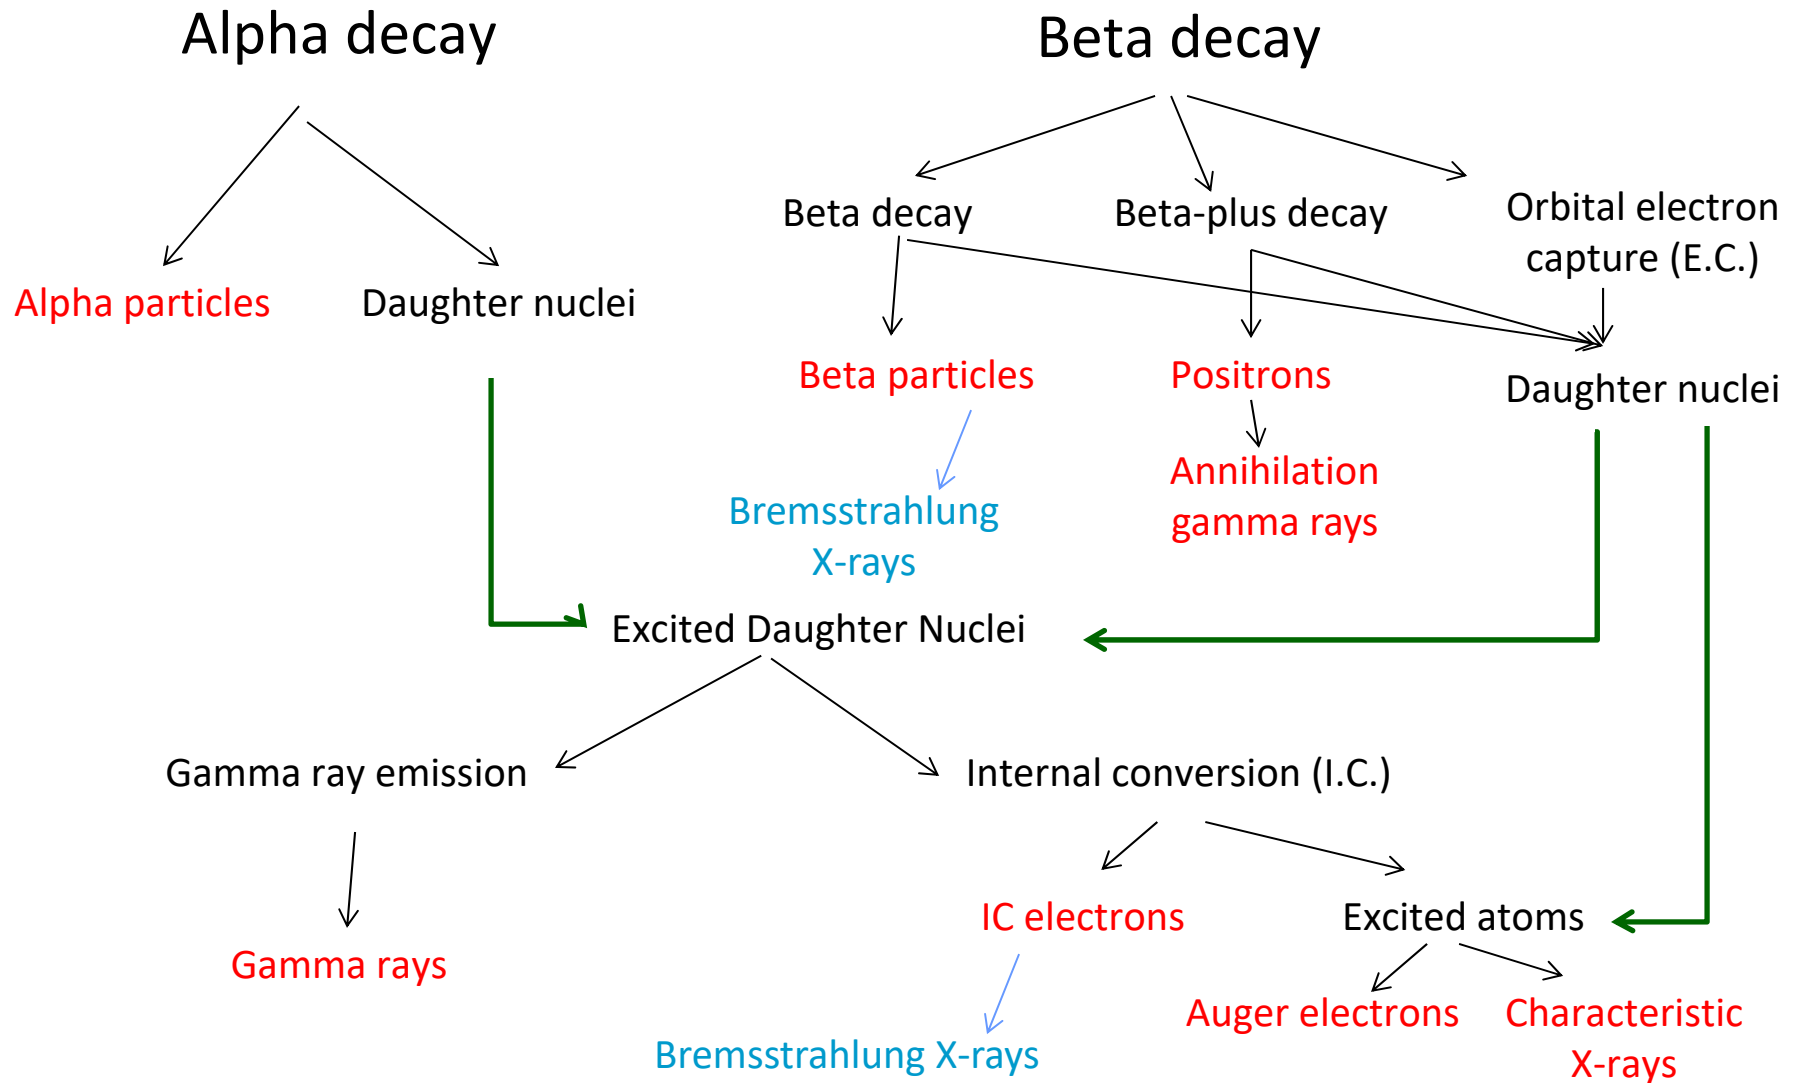 Alpha decay
Beta decay
Beta decay
Beta-plus decay
Orbital electron
capture (E.C.)
Alpha particles
Daughter nuclei
Beta particles
Positrons
Daughter nuclei
Annihilation
gamma rays
Bremsstrahlung
X-rays
Excited Daughter Nuclei
Gamma ray emission
Internal conversion (I.C.)
IC electrons
Excited atoms
Gamma rays
Auger electrons
Characteristic
X-rays
Bremsstrahlung X-rays